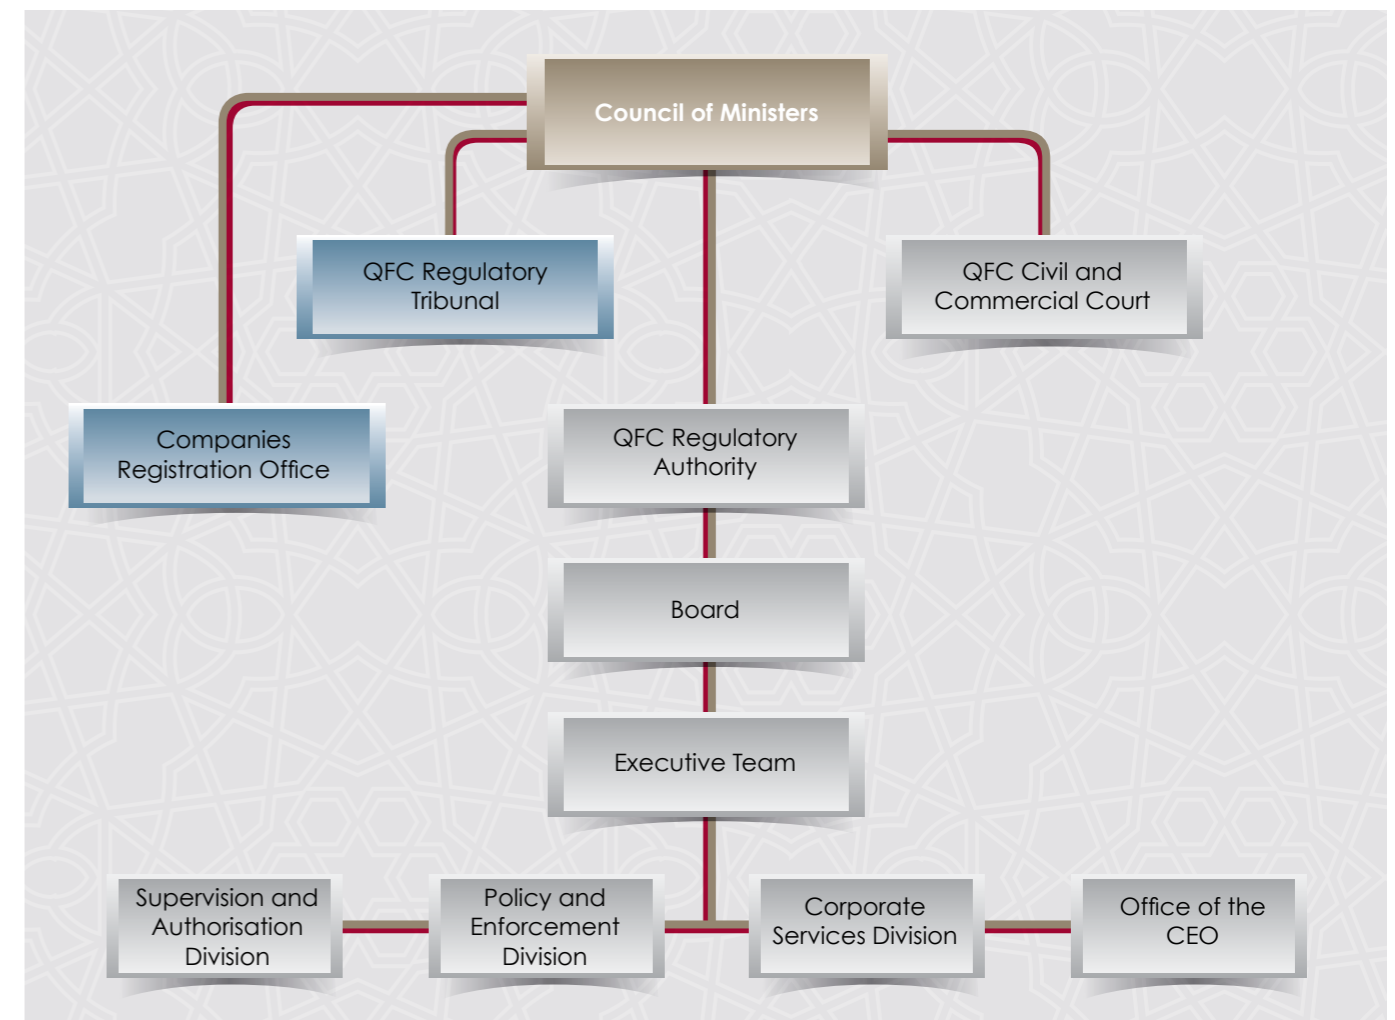 Council of Ministers
QFC Regulatory
Tribunal
QFC Civil and
Commercial Court
Companies
Registration Office
QFC Regulatory
Authority
Board
Executive Team
Supervision and
Authorisation
Division
Policy and
Enforcement
Division
Corporate
Services Division
Office of the
CEO